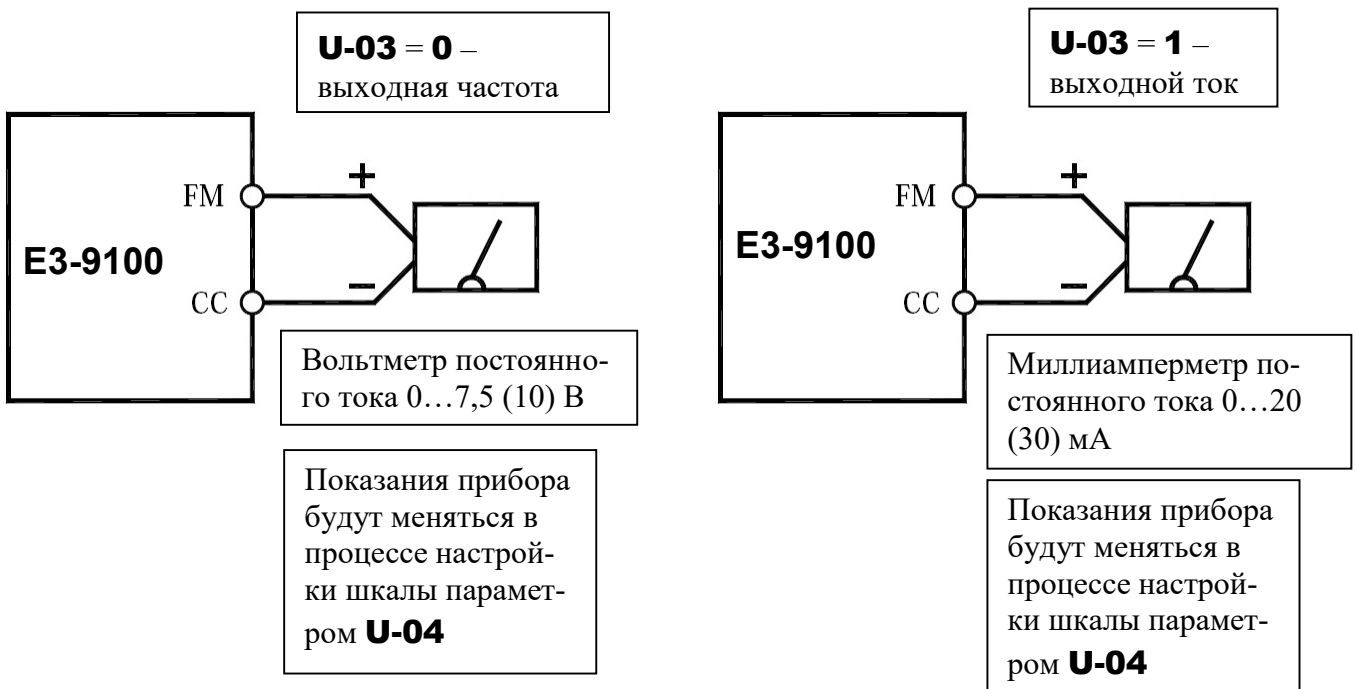 U-03 = 0 –
выходная частота
FM
+
E3-9100
–
CC
Вольтметр постоянно-
го тока 0…7,5 (10) В
Показания прибора
будут меняться в
процессе настрой-
ки шкалы парамет-
ром U-04
U-03 = 1 –
выходной ток
FM
+
E3-9100
–
CC
Миллиамперметр по-
стоянного тока 0…20
(30) мА
Показания прибора
будут меняться в
процессе настрой-
ки шкалы парамет-
ром U-04